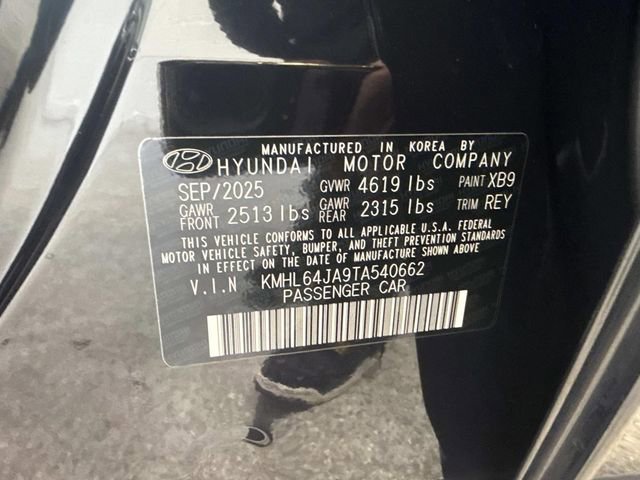 MANUFACTURED IN KOREA BY
HYUNDAI MOTOR COMPANY
SEP/2025 GVWR 4619 lbs PAINT XB9
GAWR FRONT 2513 lbs GAWR REAR 2315 lbs TRIM REY
THIS VEHICLE CONFORMS TO ALL APPLICABLE U.S.A. FEDERAL
MOTOR VEHICLE SAFETY, BUMPER, AND THEFT PREVENTION STANDARDS
IN EFFECT ON THE DATE OF MANUFACTURE SHOWN ABOVE
V.I.N KMHL64JA9TA540662
PASSENGER CAR